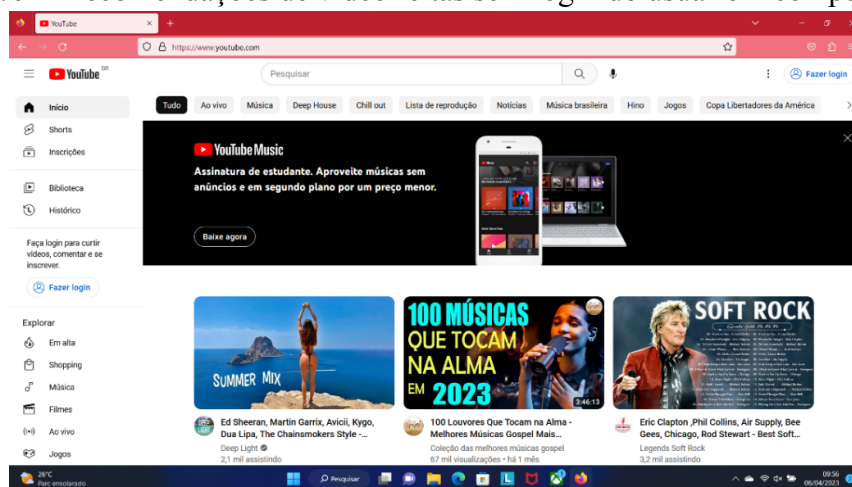 YouTube
https://www.youtube.com
YouTube BR
Pesquisar
Fazer login
Início
Shorts
Inscrições
Biblioteca
Histórico
Faça login para curtir
vídeos, comentar e se
inscrever.
Fazer login
Explorar
Em alta
Shopping
Música
Filmes
Ao vivo
Jogos
Tudo
Ao vivo
Música
Deep House
Chill out
Lista de reprodução
Notícias
Música brasileira
Hino
Jogos
Copa Libertadores da América
YouTube Music
Assinatura de estudante. Aproveite músicas sem
anúncios e em segundo plano por um preço menor.
Baixe agora
SUMMER MIX
Ed Sheeran, Martin Garrix, Avicii, Kygo,
Dua Lipa, The Chainsmokers Style -...
Deep Light
2,1 mil assistindo
100 MÚSICAS
QUE TOCAM
NA ALMA
EM 2023
3:46:13
100 Louvores Que Tocam na Alma -
Melhores Músicas Gospel Mais...
Coleção das melhores músicas gospel
67 mil visualizações • há 1 mês
SOFT ROCK
Eric Clapton ,Phil Collins, Air Supply, Bee
Gees, Chicago, Rod Stewart - Best Soft...
Legends Soft Rock
3,2 mil assistindo
26°C
Parc ensolarado
Pesquisar
09:56
06/04/2023